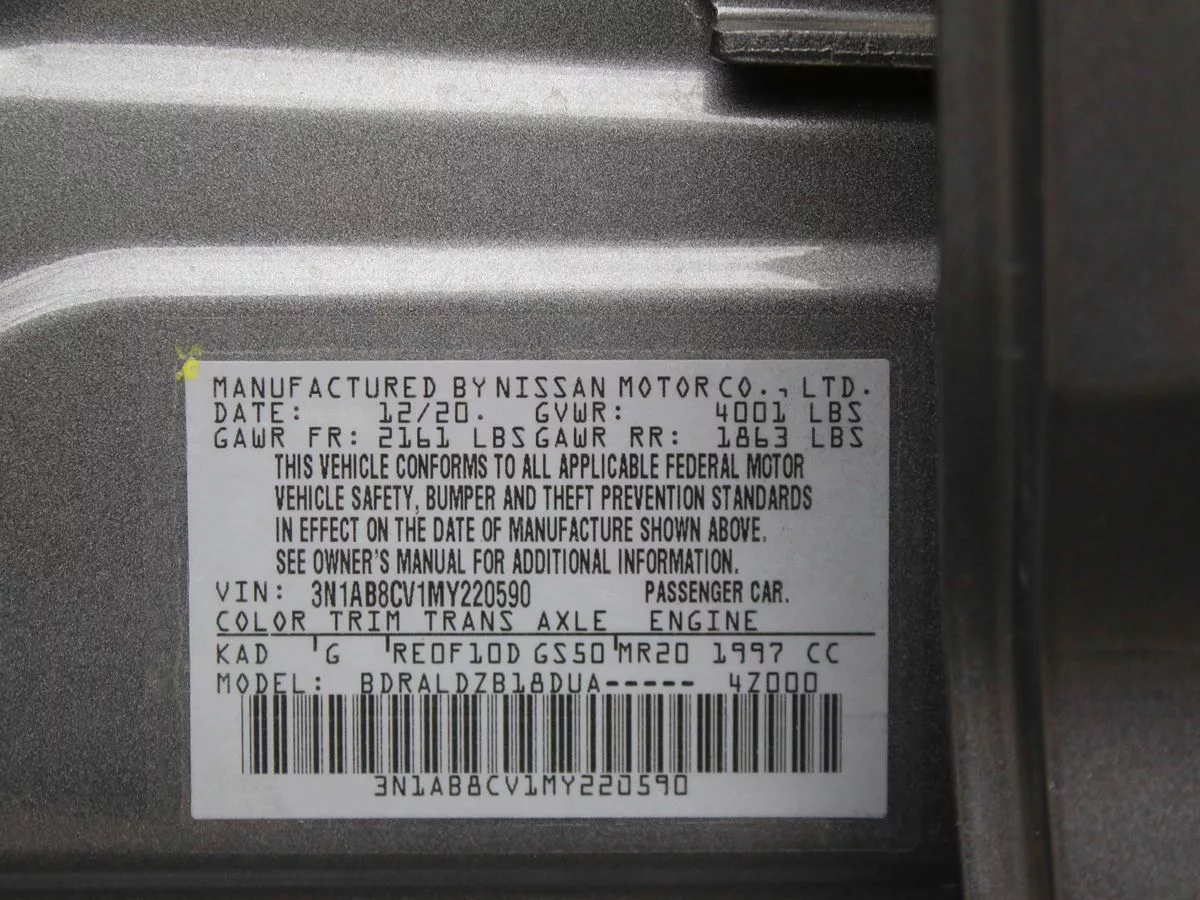 MANUFACTURED BY NISSAN MOTOR CO., LTD.
DATE: 12/20. GVWR: 4001 LBS
GAWR FR: 2161 LBS GAWR RR: 1863 LBS
THIS VEHICLE CONFORMS TO ALL APPLICABLE FEDERAL MOTOR
VEHICLE SAFETY, BUMPER AND THEFT PREVENTION STANDARDS
IN EFFECT ON THE DATE OF MANUFACTURE SHOWN ABOVE.
SEE OWNER'S MANUAL FOR ADDITIONAL INFORMATION.
VIN: 3N1AB8CV1MY220590 PASSENGER CAR.
COLOR TRIM TRANS AXLE ENGINE
KAD G RE0F10D GS50 MR20 1997 CC
MODEL: BDRALDZB18DUA----- 4Z000
3N1AB8CV1MY220590